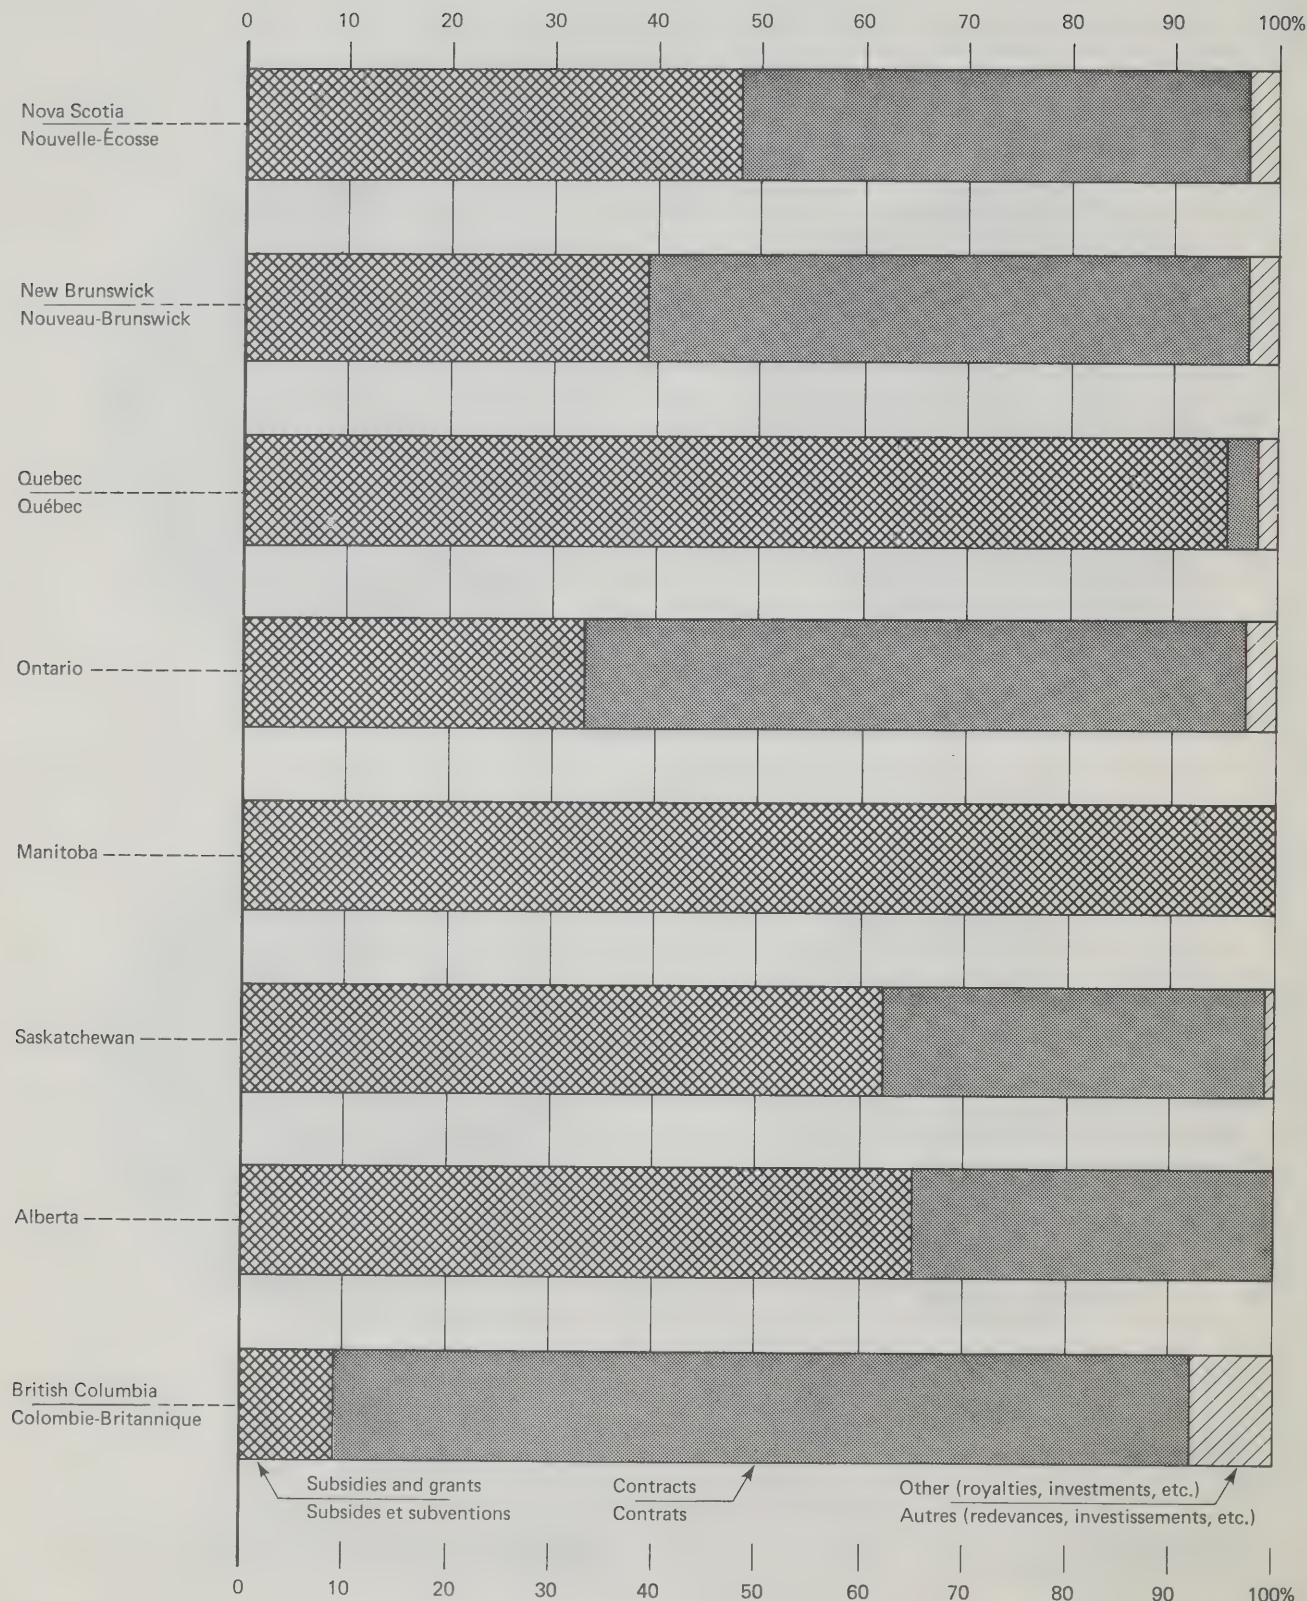 0 10 20 30 40 50 60 70 80 90 100%
Nova Scotia
Nouvelle-Écosse
New Brunswick
Nouveau-Brunswick
Quebec
Québec
Ontario
Manitoba
Saskatchewan
Alberta
British Columbia
Colombie-Britannique
Subsidies and grants
Subsides et subventions
Contracts
Contrats
Other (royalties, investments, etc.)
Autres (redevances, investissements, etc.)
0 10 20 30 40 50 60 70 80 90 100%